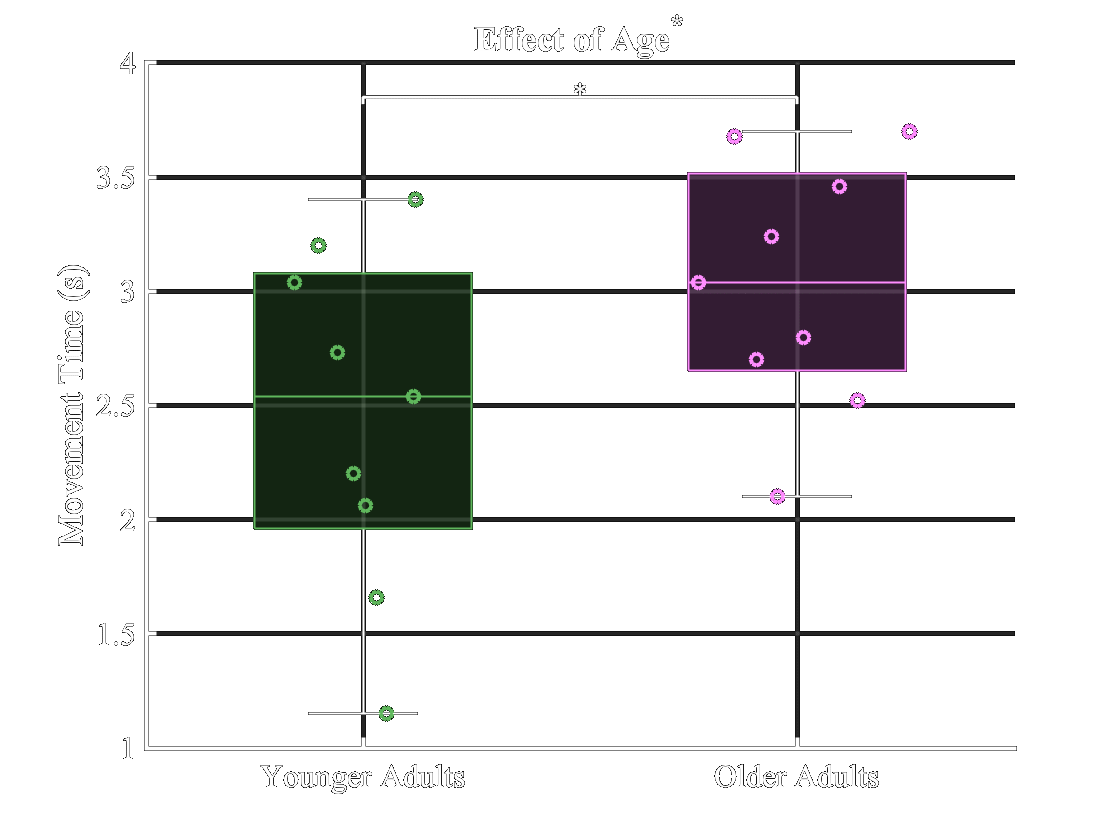 Effect of Age*
*
4
3.5
3
2.5
2
1.5
1
Movement Time (s)
Younger Adults
Older Adults